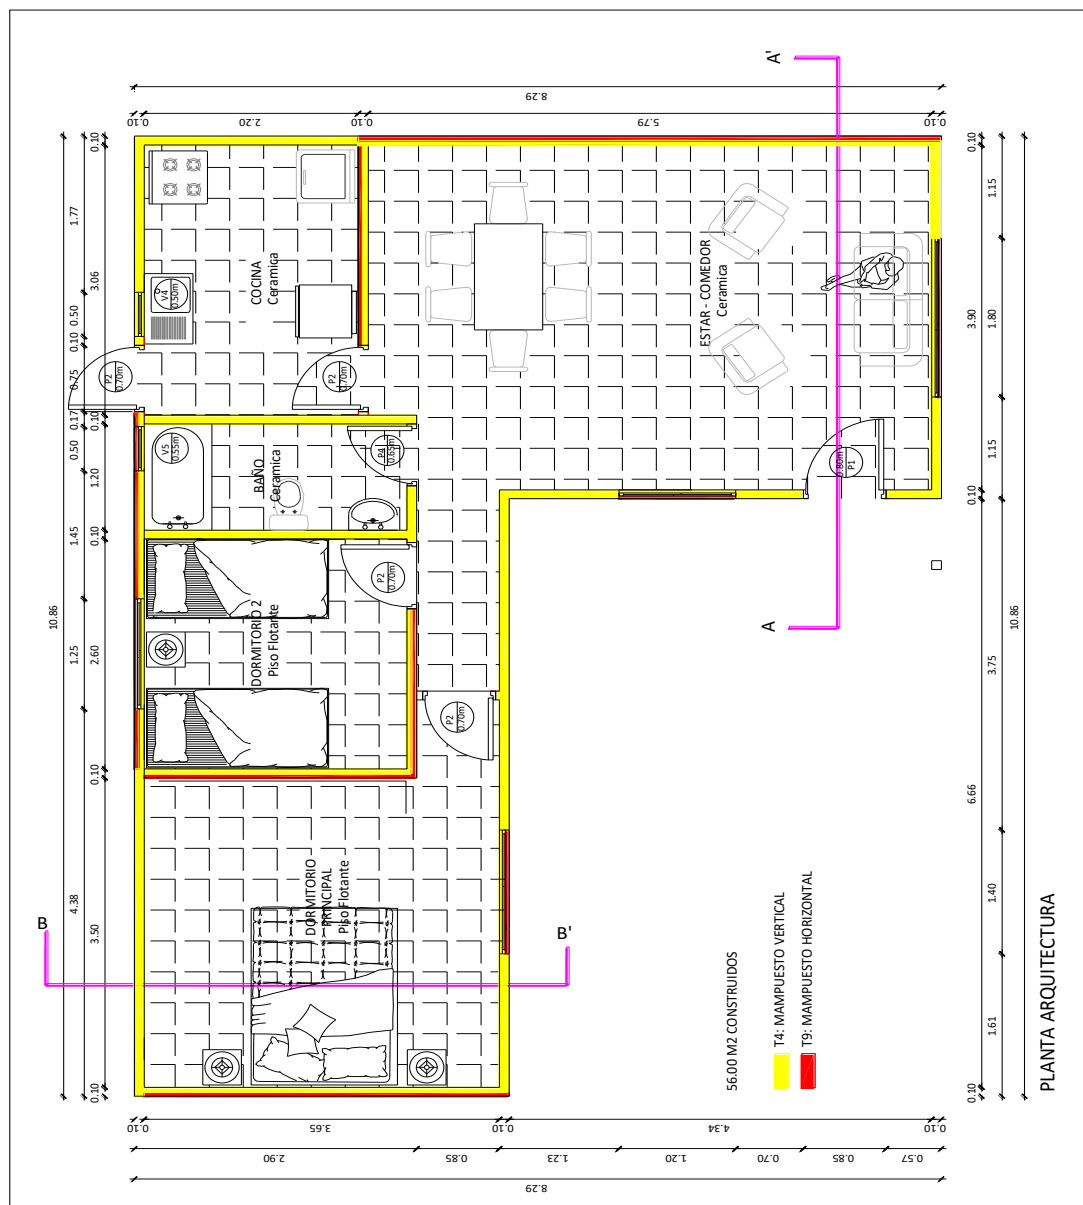 A'
8.29
0.10
2.20
0.10
5.79
0.10
10.86
0.10
1.77
0.50
0.10
0.75
0.17
0.50
1.45
1.25
4.38
0.10
3.06
0.10
1.20
0.10
2.60
0.10
3.50
0.10
COCINA
Ceramica
V4
0.50m
P2
0.70m
P2
0.70m
ESTAR - COMEDOR
Ceramica
V5
0.55m
BAÑO
Ceramica
P4
0.65m
0.80m
P1
P2
0.70m
DORMITORIO 2
Piso Flotante
P2
0.70m
A
B
B'
DORMITORIO
PRINCIPAL
Piso Flotante
0.10
3.90
0.10
6.66
0.10
1.15
1.80
1.15
3.75
1.40
1.61
10.86
56.00 M2 CONSTRUIDOS
T4: MAMPUESTO VERTICAL
T9: MAMPUESTO HORIZONTAL
PLANTA ARQUITECTURA
0.10
3.65
0.10
4.34
0.10
2.90
0.85
1.23
1.20
0.70
0.85
0.57
8.29